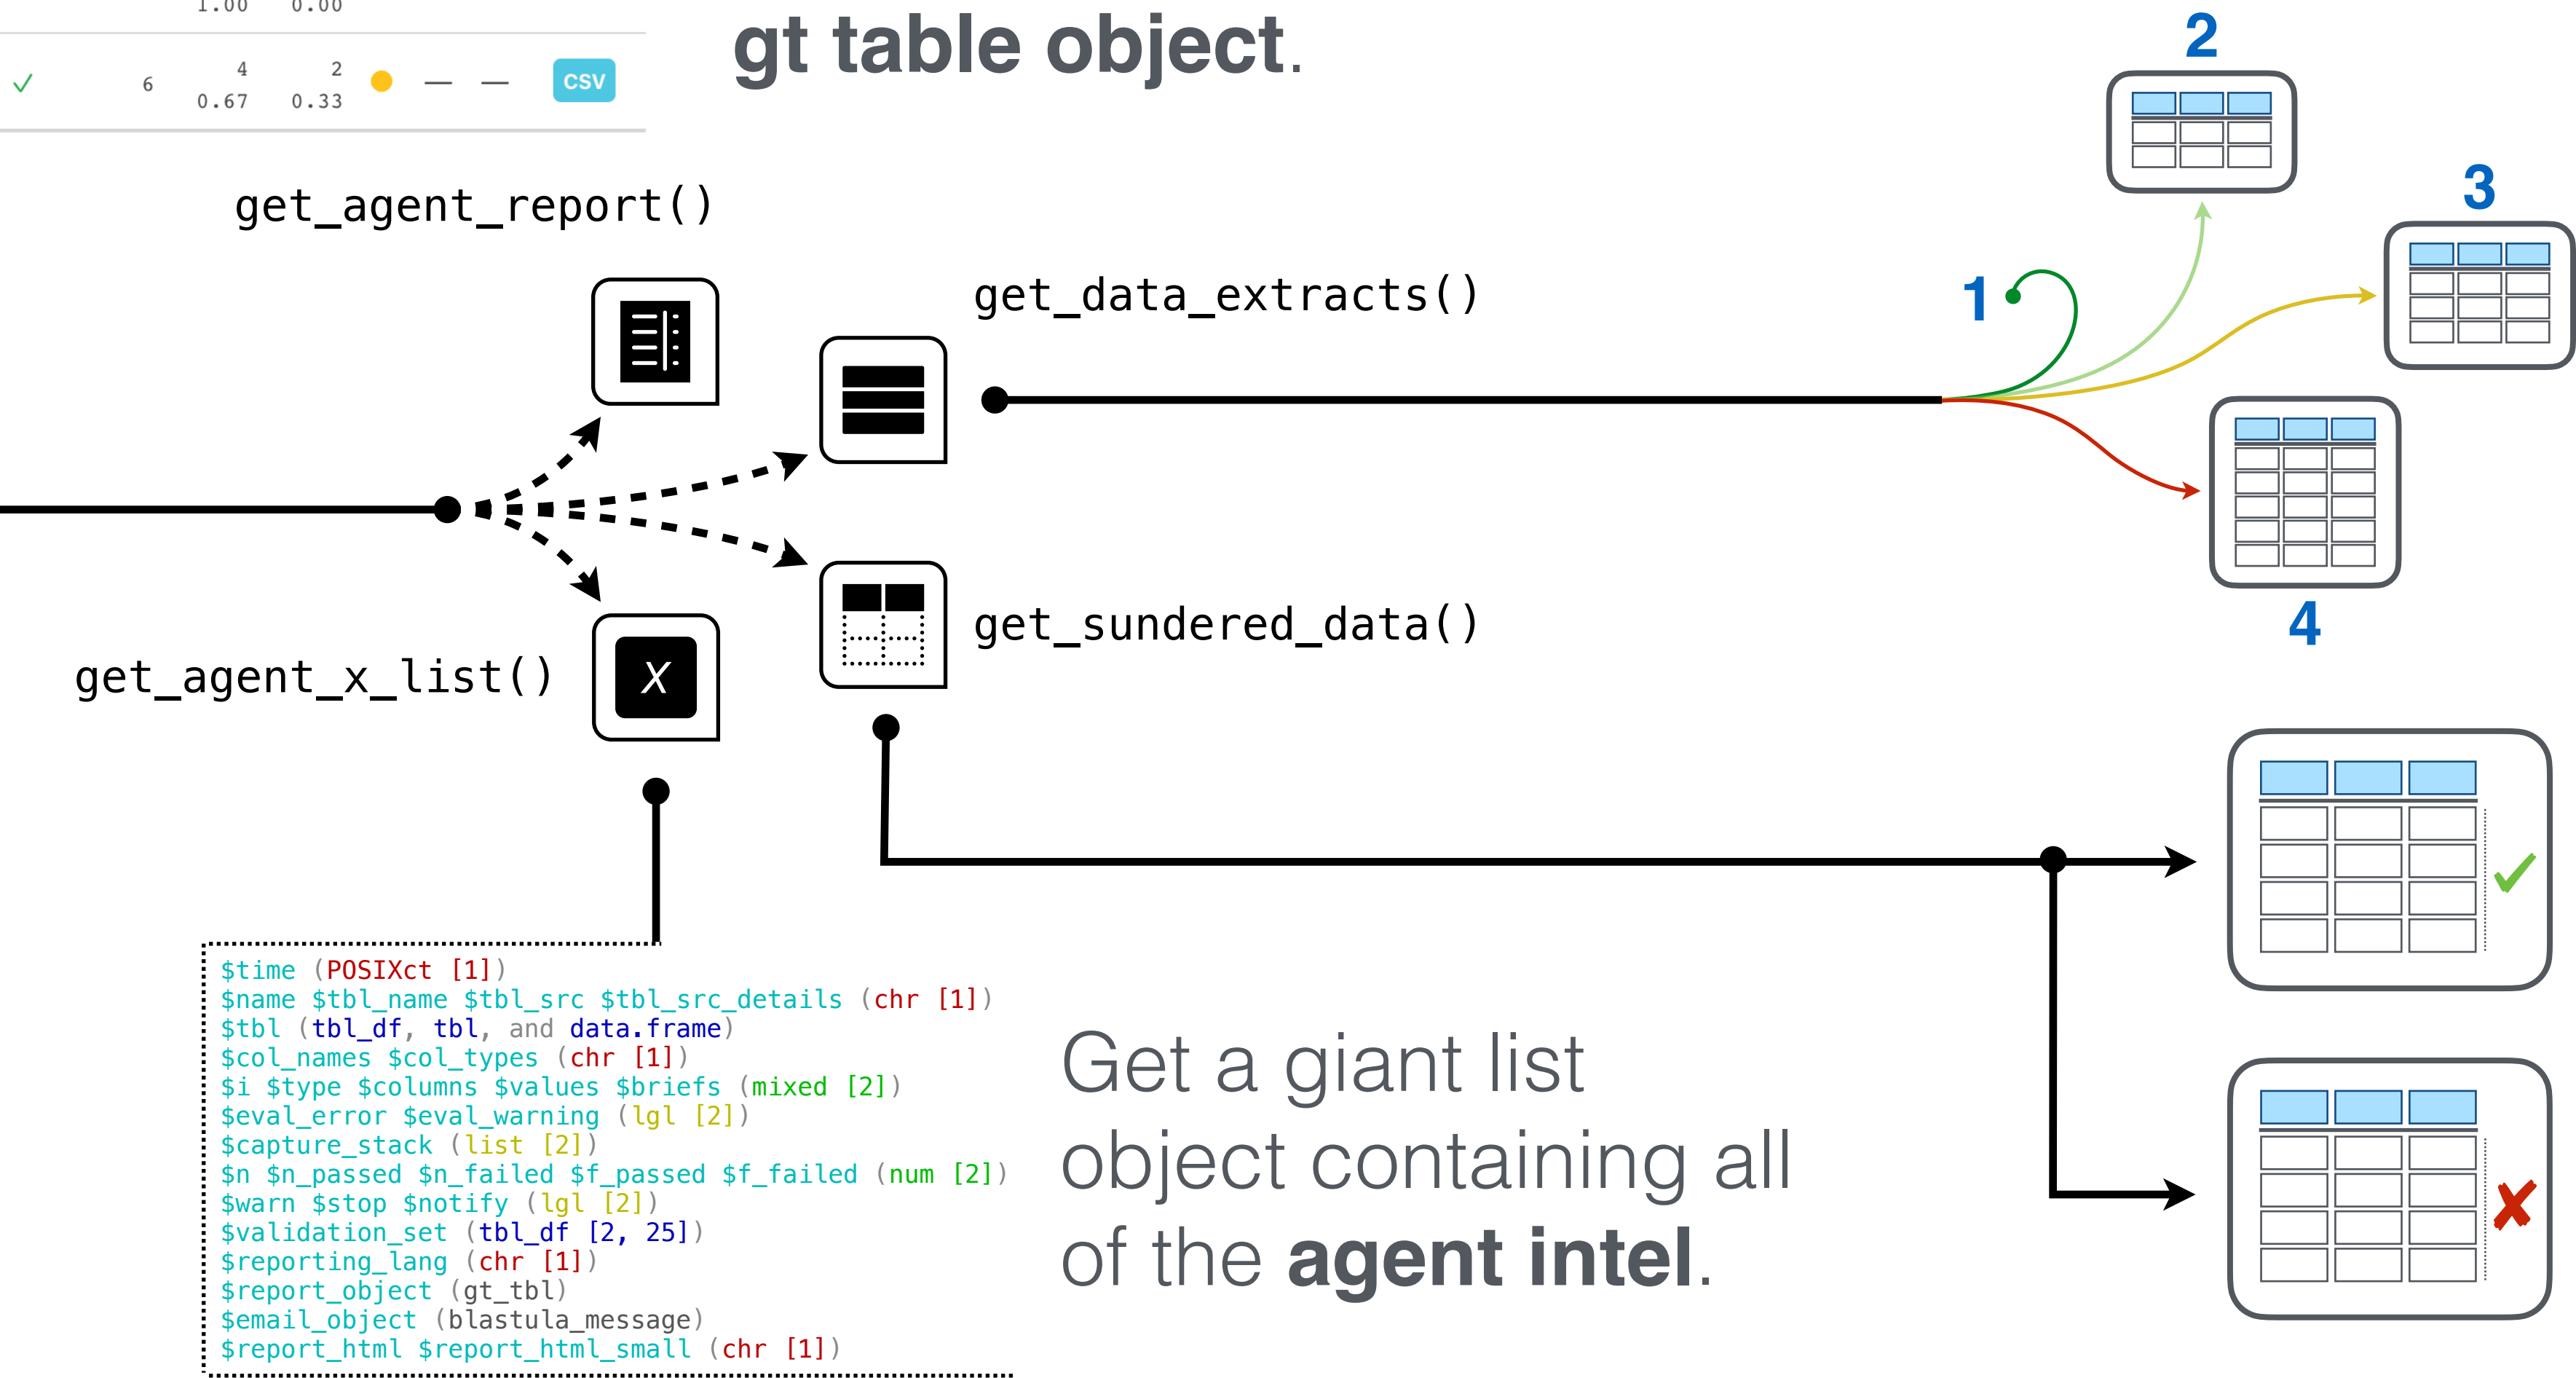 1.00 0.00
gt table object.
6 4 2 — — CSV
0.67 0.33
2
3
get_agent_report()
get_data_extracts()
1
get_sundered_data()
4
get_agent_x_list()
X
$time (POSIXct [1])
$name $tbl_name $tbl_src $tbl_src_details (chr [1])
$tbl (tbl_df, tbl, and data.frame)
$col_names $col_types (chr [1])
$i $type $columns $values $briefs (mixed [2])
$eval_error $eval_warning (lgl [2])
$capture_stack (list [2])
$n $n_passed $n_failed $f_passed $f_failed (num [2])
$warn $stop $notify (lgl [2])
$validation_set (tbl_df [2, 25])
$reporting_lang (chr [1])
$report_object (gt_tbl)
$email_object (blastula_message)
$report_html $report_html_small (chr [1])
Get a giant list
object containing all
of the agent intel.